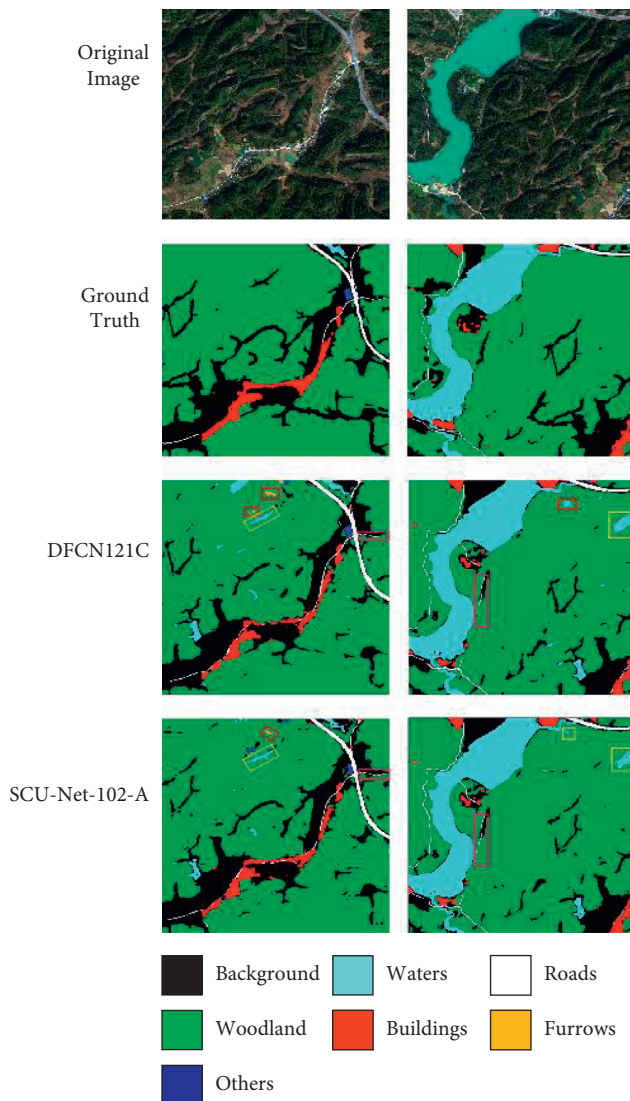 Original
Image
Ground
Truth
DFCN121C
SCU-Net-102-A
Background
Waters
Roads
Woodland
Buildings
Furrows
Others